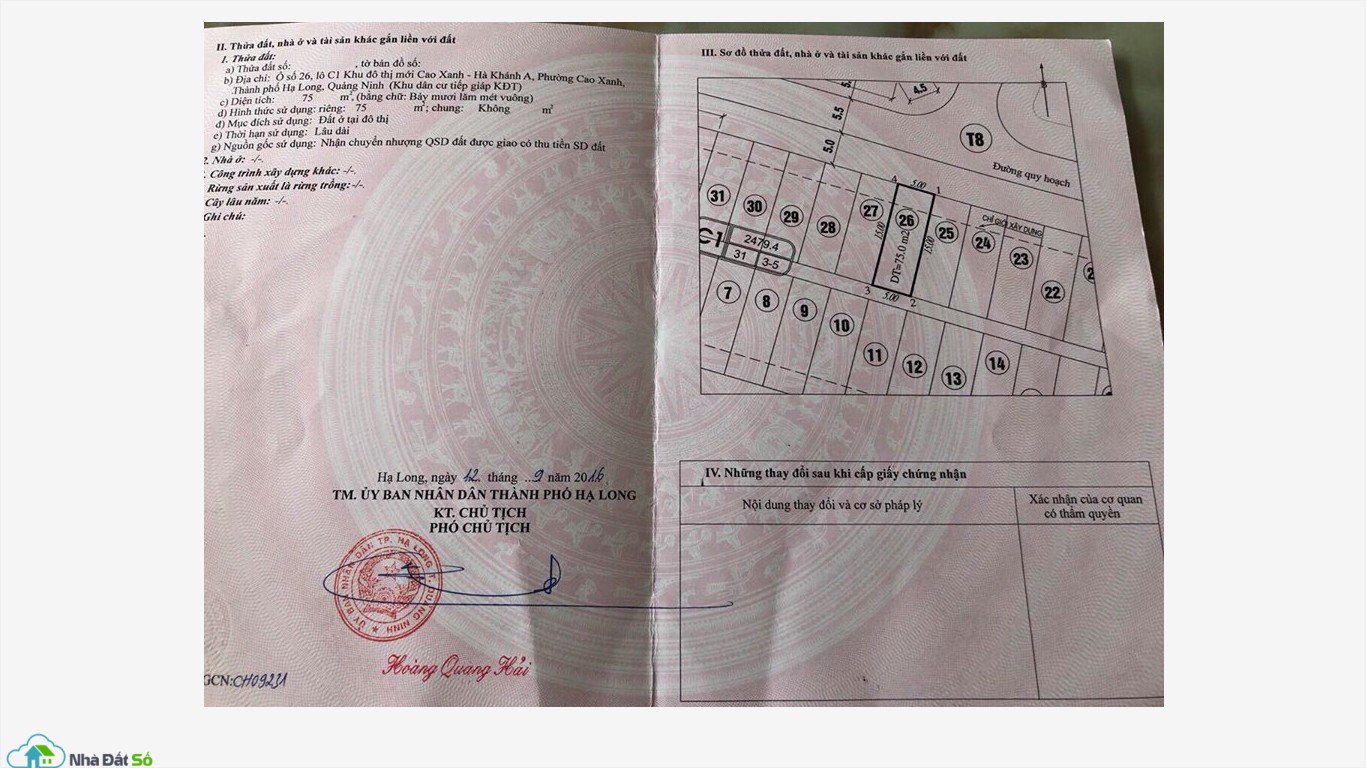 II. Thửa đất, nhà ở và tài sản khác gắn liền với đất
1. Thửa đất:
a) Thửa đất số: , tờ bản đồ số:
b) Địa chỉ: Ô số 26, lô C1 Khu đô thị mới Cao Xanh - Hà Khánh A, Phường Cao Xanh,
Thành phố Hạ Long, Quảng Ninh (Khu dân cư tiếp giáp KĐT)
c) Diện tích: 75 m², (bằng chữ: Bảy mươi lăm mét vuông)
d) Hình thức sử dụng: riêng: 75 m²; chung: Không m²
đ) Mục đích sử dụng: Đất ở tại đô thị
e) Thời hạn sử dụng: Lâu dài
g) Nguồn gốc sử dụng: Nhận chuyển nhượng QSD đất được giao có thu tiền SD đất
2. Nhà ở: -/-.
. Công trình xây dựng khác: -/-.
Rừng sản xuất là rừng trồng: -/-.
Cây lâu năm: -/-.
Ghi chú:
Hạ Long, ngày 12 tháng ..9 năm 2016
TM. ỦY BAN NHÂN DÂN THÀNH PHỐ HẠ LONG
KT. CHỦ TỊCH
PHÓ CHỦ TỊCH
ỦY BAN NHÂN DÂN TP. HẠ LONG T. QUẢNG NINH
Hoàng Quang Hải
GCN: CH09231
III. Sơ đồ thửa đất, nhà ở và tài sản khác gắn liền với đất
B
4.5
5.5
5.0
T8
Đường quy hoạch
CHỈ GIỚI XÂY DỰNG
4 5.00 1
31 30 29 28 27 26 25 24 23 22
15.00 DT=75.0 m2 15.00
3 5.00 2
C1 2479.4
31 3-5
7 8 9 10 11 12 13 14
IV. Những thay đổi sau khi cấp giấy chứng nhận
Nội dung thay đổi và cơ sở pháp lý
Xác nhận của cơ quan
có thẩm quyền
Nhà Đất Số